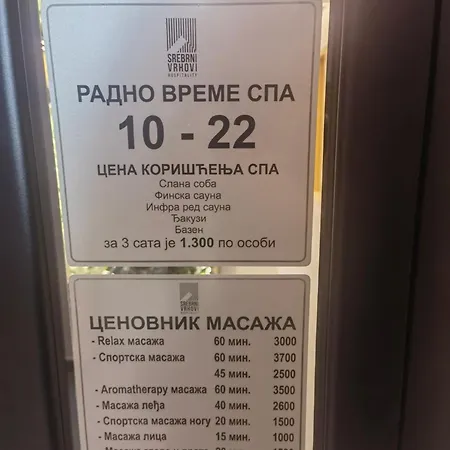 SREBRNI
VRHOVI
HOSPITALITY
РАДНО ВРЕМЕ СПА
10 - 22
ЦЕНА КОРИШЋЕЊА СПА
Слана соба
Финска сауна
Инфра ред сауна
Ђакузи
Базен
за 3 сата је 1.300 по особи
SREBRNI
VRHOVI
ЦЕНОВНИК МАСАЖА
- Relax масажа 60 мин. 3000
- Спортска масажа 60 мин. 3700
45 мин. 2500
- Aromatherapy масажа 60 мин. 3500
- Масажа леђа 40 мин. 2600
- Спортска масажа ногу 20 мин. 1500
- Масажа лица 15 мин. 1000